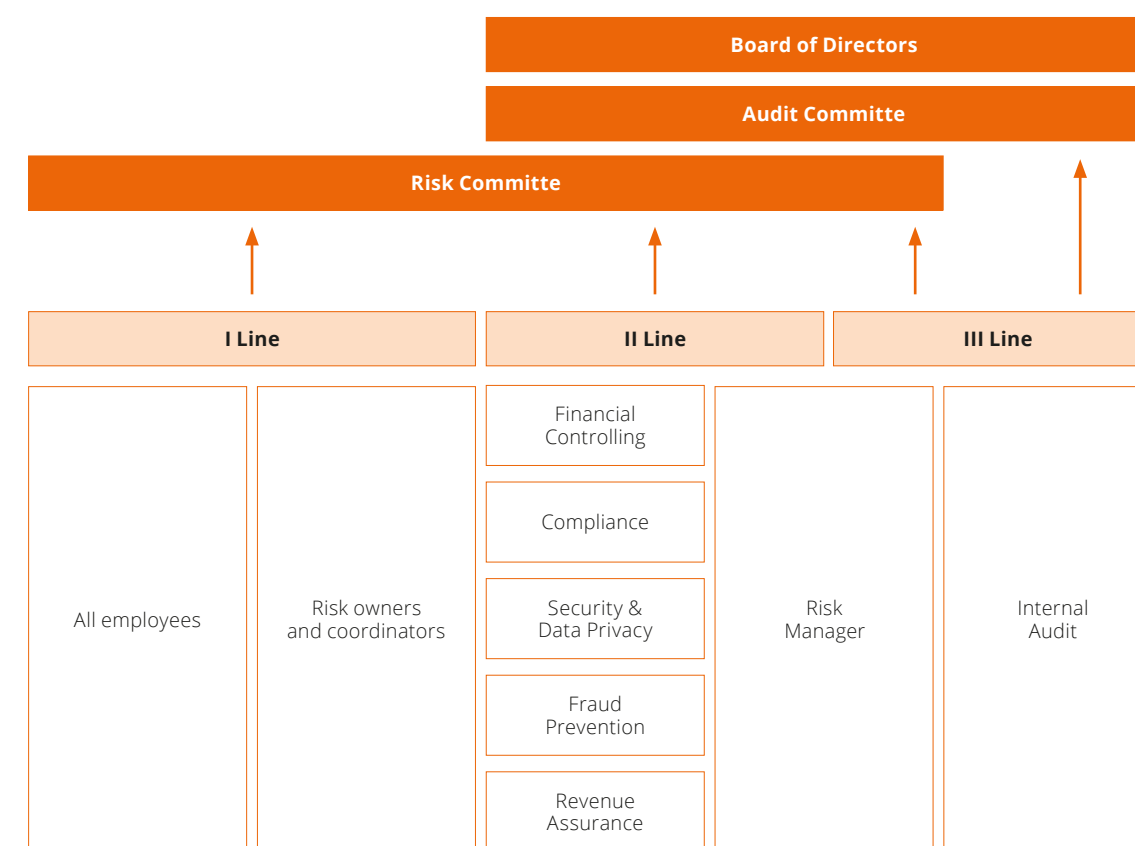 Board of Directors
Audit Committe
Risk Committe
I Line
II Line
III Line
All employees
Risk owners
and coordinators
Financial
Controlling
Compliance
Security &
Data Privacy
Fraud
Prevention
Revenue
Assurance
Risk
Manager
Internal
Audit